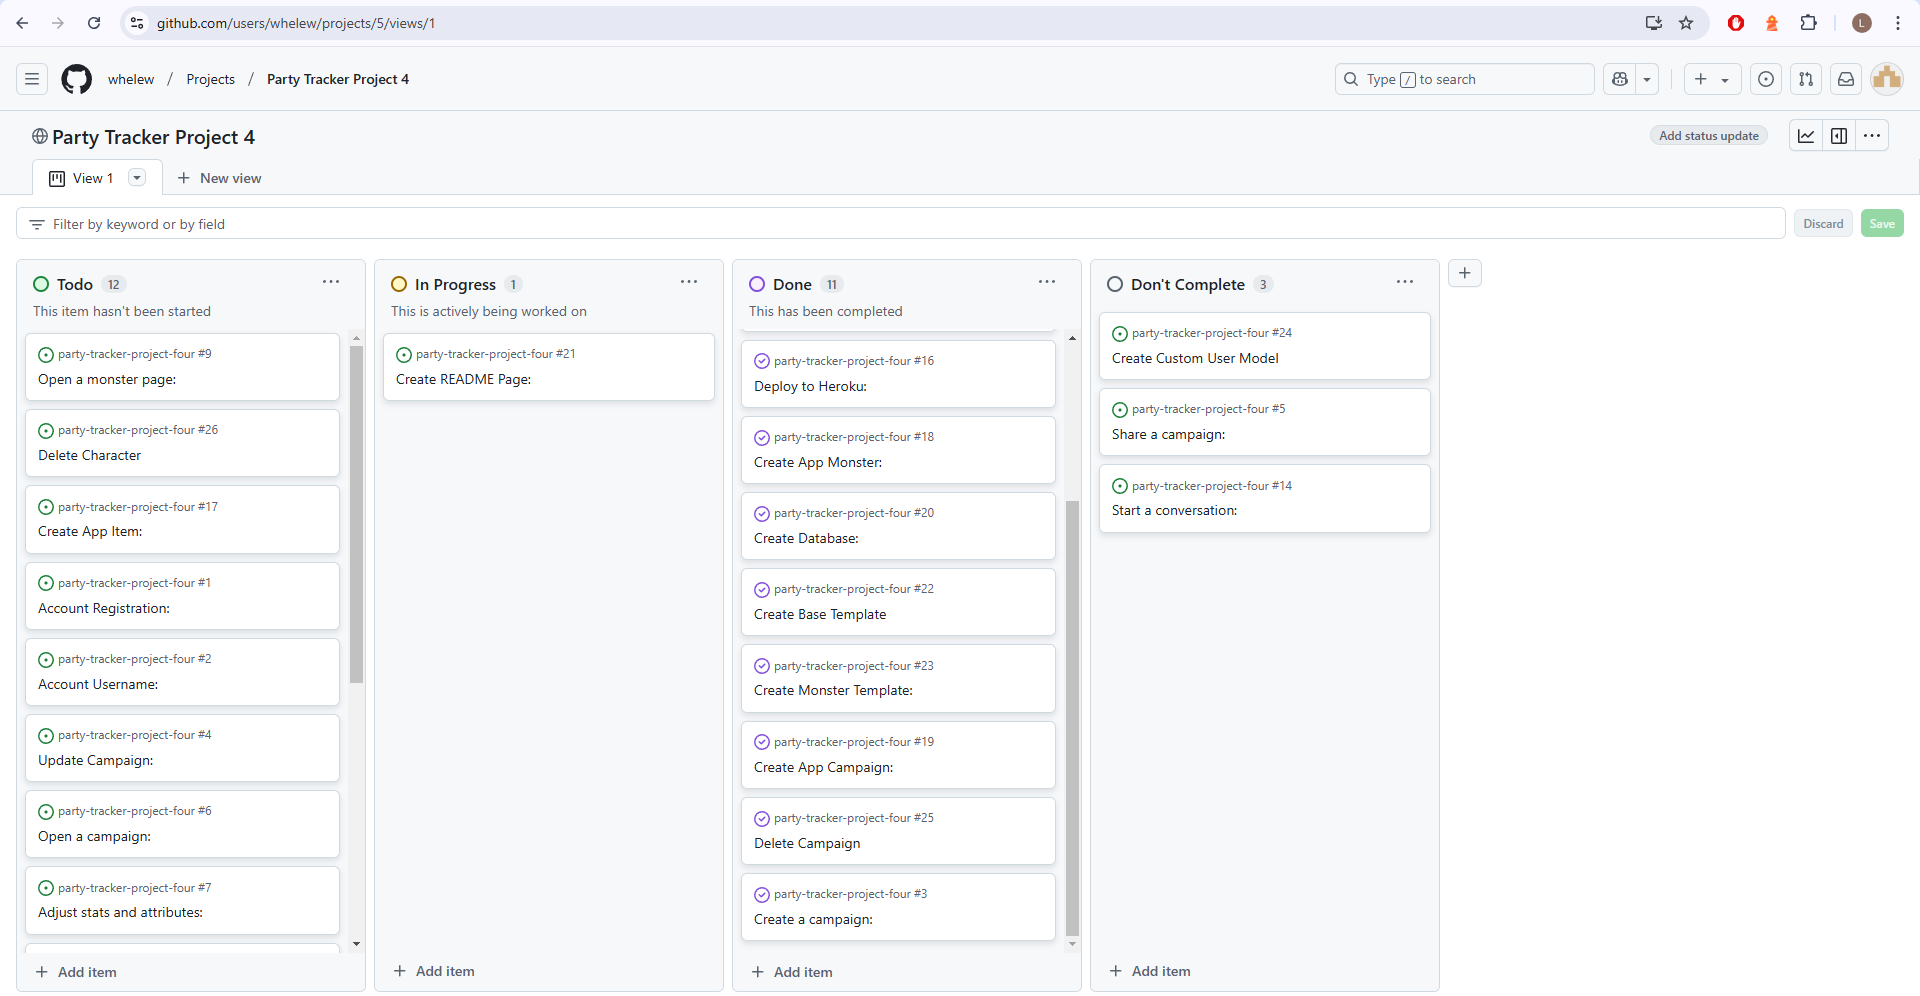 github.com/users/whelew/projects/5/views/1
L
whelew / Projects / Party Tracker Project 4
Type / to search
Party Tracker Project 4
Add status update
View 1
New view
Filter by keyword or by field
Discard
Save
Todo 12
This item hasn't been started
party-tracker-project-four #9
Open a monster page:
party-tracker-project-four #26
Delete Character
party-tracker-project-four #17
Create App Item:
party-tracker-project-four #1
Account Registration:
party-tracker-project-four #2
Account Username:
party-tracker-project-four #4
Update Campaign:
party-tracker-project-four #6
Open a campaign:
party-tracker-project-four #7
Adjust stats and attributes:
Add item
In Progress 1
This is actively being worked on
party-tracker-project-four #21
Create README Page:
Add item
Done 11
This has been completed
party-tracker-project-four #16
Deploy to Heroku:
party-tracker-project-four #18
Create App Monster:
party-tracker-project-four #20
Create Database:
party-tracker-project-four #22
Create Base Template
party-tracker-project-four #23
Create Monster Template:
party-tracker-project-four #19
Create App Campaign:
party-tracker-project-four #25
Delete Campaign
party-tracker-project-four #3
Create a campaign:
Add item
Don't Complete 3
party-tracker-project-four #24
Create Custom User Model
party-tracker-project-four #5
Share a campaign:
party-tracker-project-four #14
Start a conversation:
Add item